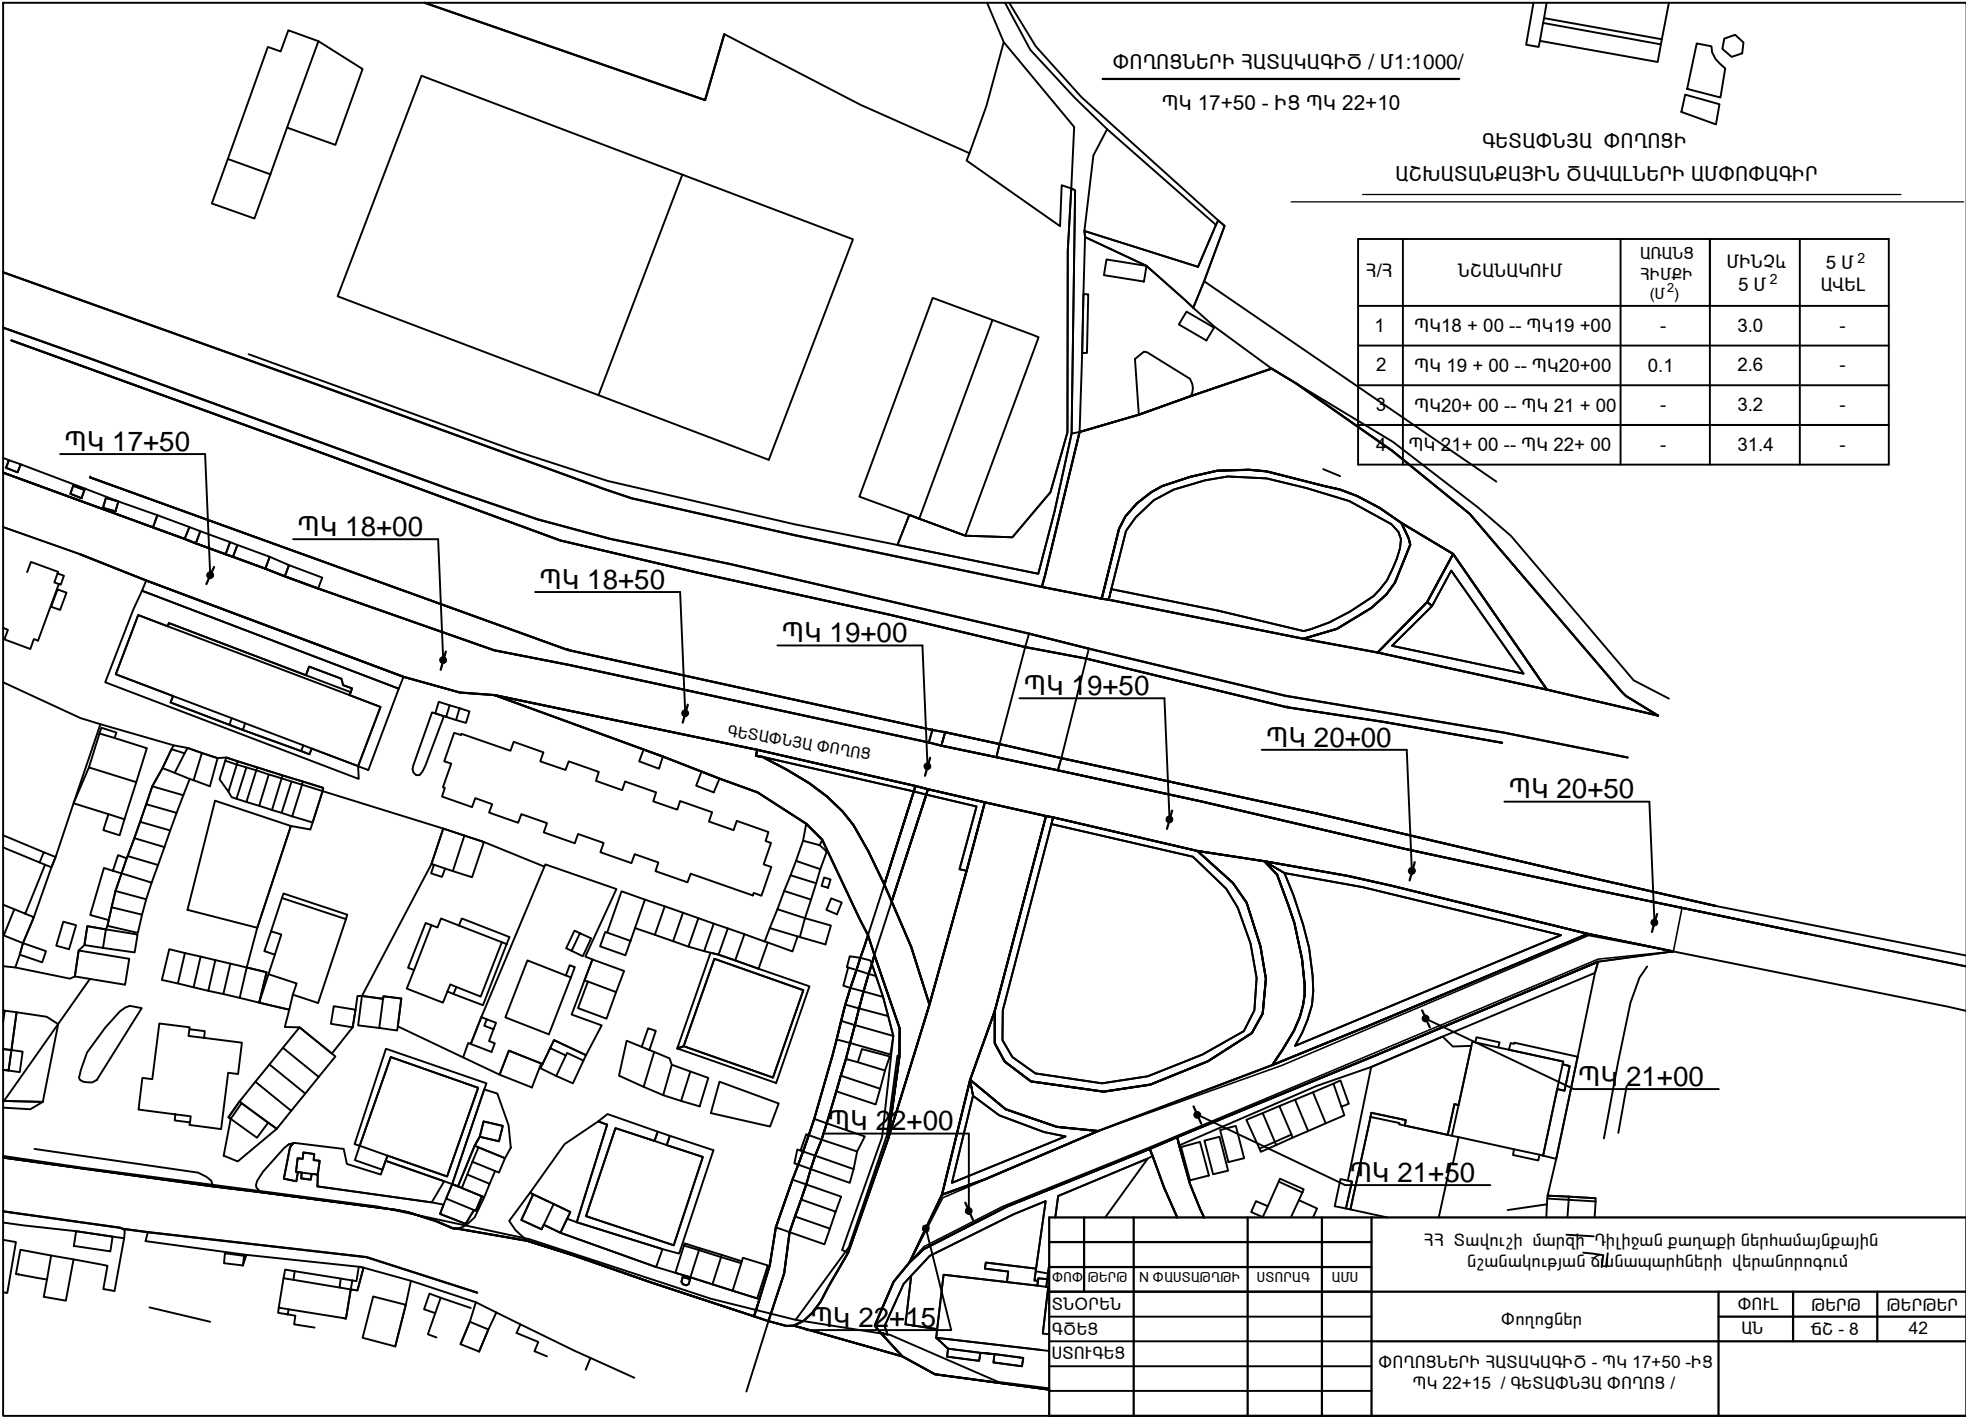 ՓՈՂՈՑՆԵՐԻ ՀԱՏԱԿԱԳԻԾ / Մ1:1000/
ՊԿ 17+50 - ԻՑ ՊԿ 22+10
ԳԵՏԱՓՆՅԱ ՓՈՂՈՑԻ
ԱՇԽԱՏԱՆՔԱՅԻՆ ԾԱՎԱԼՆԵՐԻ ԱՄՓՈՓԱԳԻՐ
Հ/Հ ՆՇԱՆԱԿՈՒՄ ԱՌԱՆՑ ՀԻՄՔԻ (Մ²) ՄԻՆՉև 5 Մ² 5 Մ² ԱՎԵԼ
1 ՊԿ18 + 00 -- ՊԿ19 +00 - 3.0 -
2 ՊԿ 19 + 00 -- ՊԿ20+00 0.1 2.6 -
3 ՊԿ20+ 00 -- ՊԿ 21 + 00 - 3.2 -
4 ՊԿ 21+ 00 -- ՊԿ 22+ 00 - 31.4 -
ՊԿ 17+50
ՊԿ 18+00
ՊԿ 18+50
ՊԿ 19+00
ՊԿ 19+50
ՊԿ 20+00
ՊԿ 20+50
ԳԵՏԱՓՆՅԱ ՓՈՂՈՑ
ՊԿ 21+00
ՊԿ 21+50
ՊԿ 22+00
ՊԿ 22+15
ՀՀ Տավուշի մարզի Դիլիջան քաղաքի ներհամայնքային
նշանակության ճանապարհների վերանորոգում
ՓՈՓ ԹԵՐԹ N ՓԱՍՏԱԹՂԹԻ ՍՏՈՐԱԳ ԱՄՍ
ՏՆՕՐԵՆ
ԳԾԵՑ
ՍՏՈՒԳԵՑ
Փողոցներ
ՓՈՒԼ ԹԵՐԹ ԹԵՐԹԵՐ
ԱՆ ՃՇ - 8 42
ՓՈՂՈՑՆԵՐԻ ՀԱՏԱԿԱԳԻԾ - ՊԿ 17+50 -ԻՑ
ՊԿ 22+15 / ԳԵՏԱՓՆՅԱ ՓՈՂՈՑ /